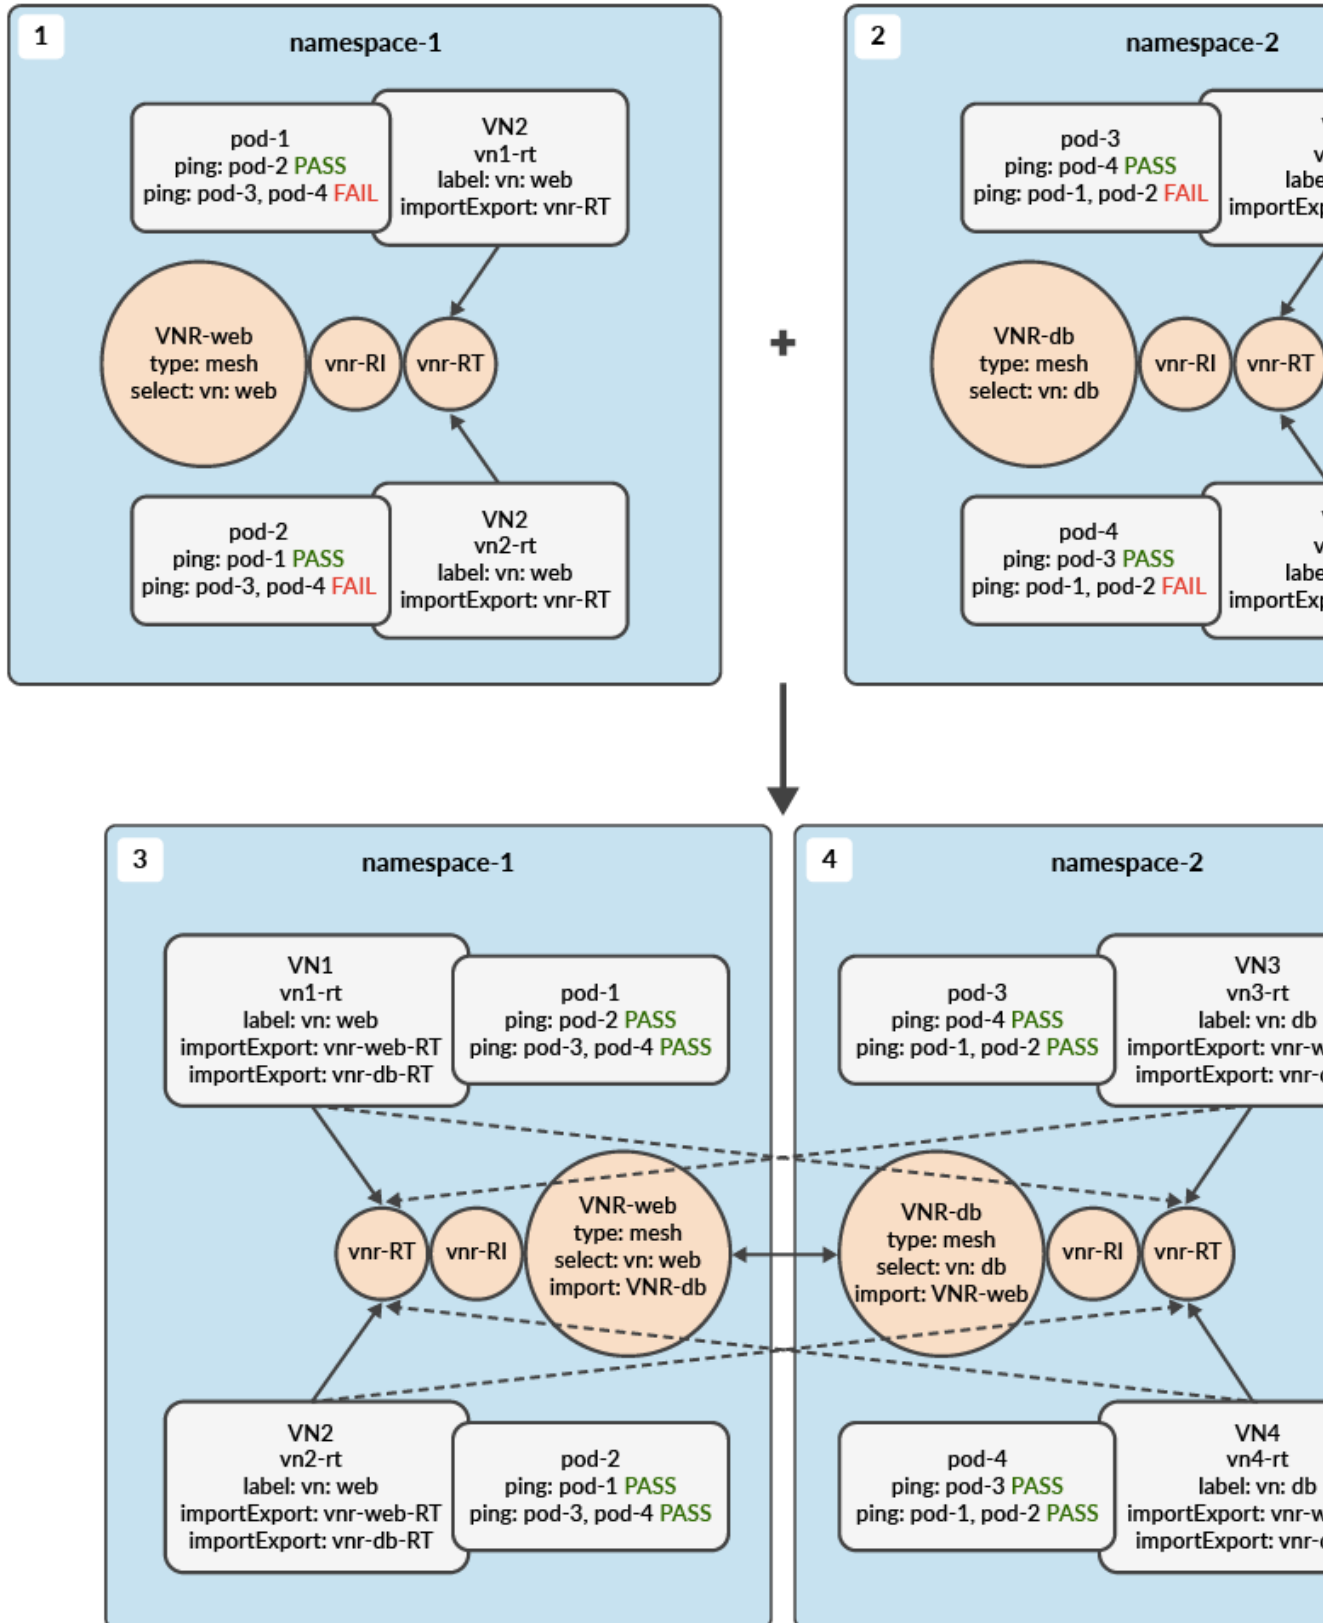 1
namespace-1
pod-1
ping: pod-2 PASS
ping: pod-3, pod-4 FAIL
VN2
vn1-rt
label: vn: web
importExport: vnr-RT
VNR-web
type: mesh
select: vn: web
vnr-RI
vnr-RT
pod-2
ping: pod-1 PASS
ping: pod-3, pod-4 FAIL
VN2
vn2-rt
label: vn: web
importExport: vnr-RT
+
2
namespace-2
pod-3
ping: pod-4 PASS
ping: pod-1, pod-2 FAIL
VNR-db
type: mesh
select: vn: db
vnr-RI
vnr-RT
pod-4
ping: pod-3 PASS
ping: pod-1, pod-2 FAIL
3
namespace-1
VN1
vn1-rt
label: vn: web
importExport: vnr-web-RT
importExport: vnr-db-RT
pod-1
ping: pod-2 PASS
ping: pod-3, pod-4 PASS
vnr-RT
vnr-RI
VNR-web
type: mesh
select: vn: web
import: VNR-db
VN2
vn2-rt
label: vn: web
importExport: vnr-web-RT
importExport: vnr-db-RT
pod-2
ping: pod-1 PASS
ping: pod-3, pod-4 PASS
4
namespace-2
pod-3
ping: pod-4 PASS
ping: pod-1, pod-2 PASS
VN3
vn3-rt
label: vn: db
importExport:
importExport:
VNR-db
type: mesh
select: vn: db
import: VNR-web
vnr-RI
vnr-RT
pod-4
ping: pod-3 PASS
ping: pod-1, pod-2 PASS
VN4
vn4-rt
label: vn: db
importExport:
importExport: